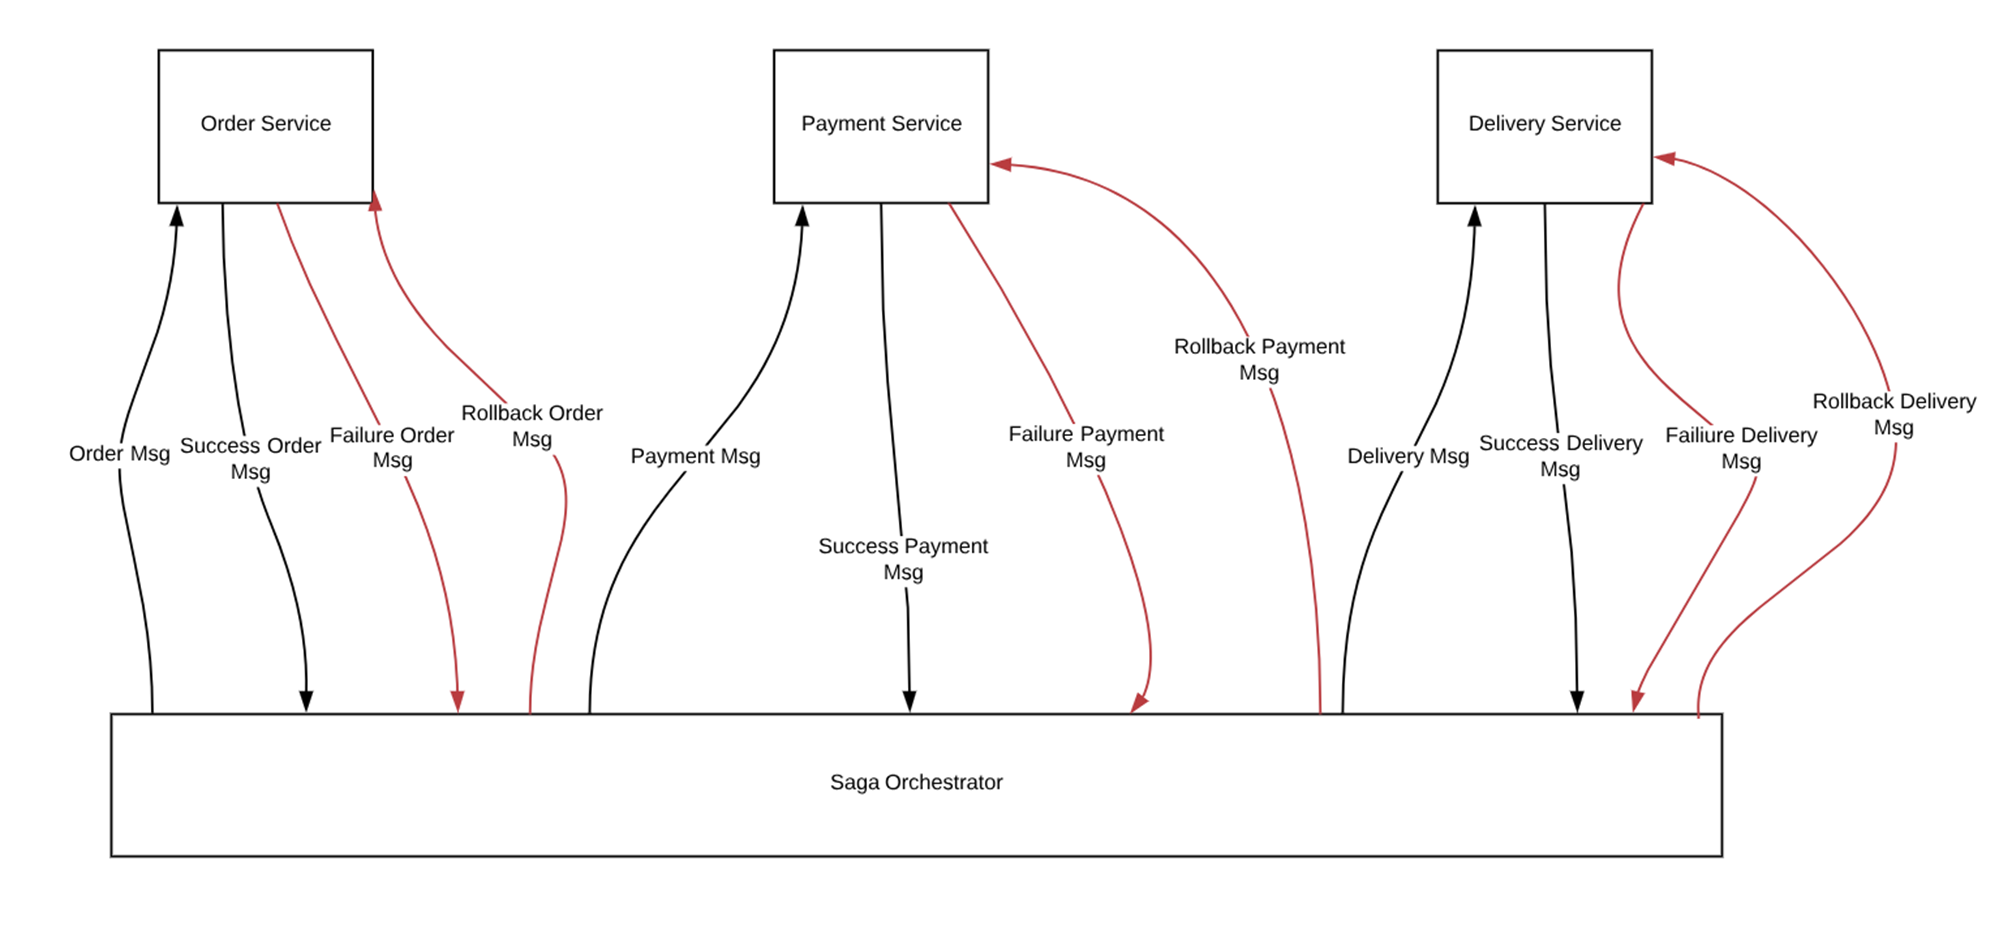 Order Service
Payment Service
Delivery Service
Order Msg
Success Order
Msg
Failure Order
Msg
Rollback Order
Msg
Payment Msg
Success Payment
Msg
Failure Payment
Msg
Rollback Payment
Msg
Delivery Msg
Success Delivery
Msg
Failiure Delivery
Msg
Rollback Delivery
Msg
Saga Orchestrator